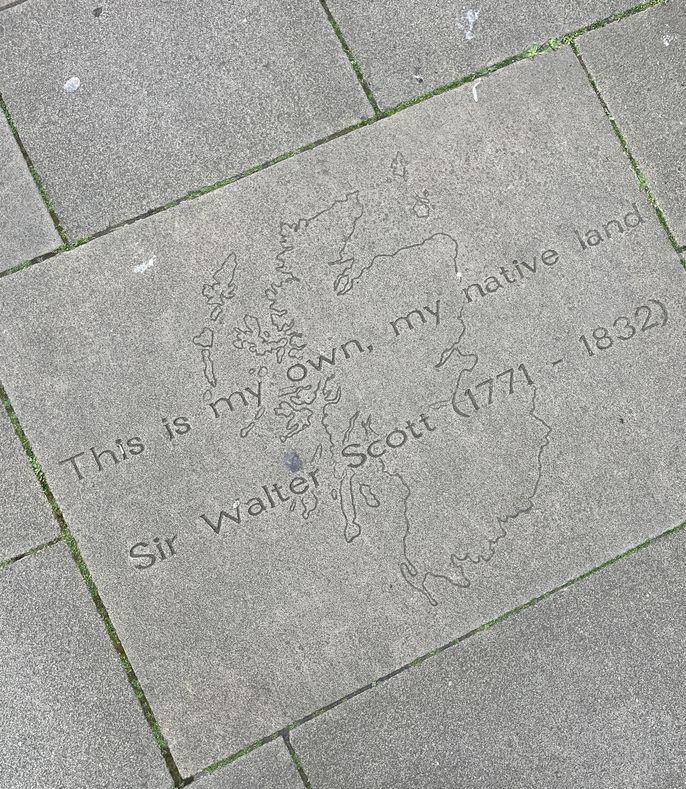 This is my own, my native land
Sir Walter Scott (1771 - 1832)